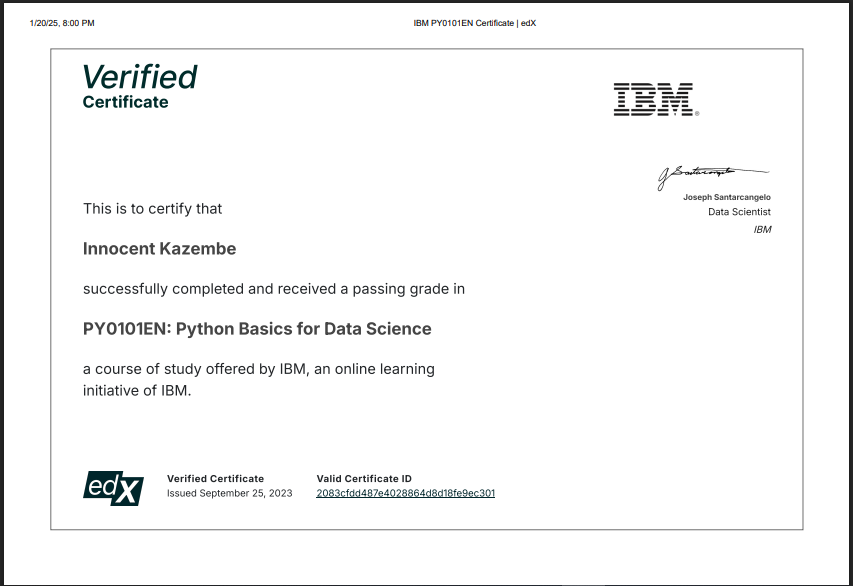 1/20/25, 8:00 PM
IBM PY0101EN Certificate | edX
Verified
Certificate
IBM®
J Santarcangelo
Joseph Santarcangelo
Data Scientist
IBM
This is to certify that
Innocent Kazembe
successfully completed and received a passing grade in
PY0101EN: Python Basics for Data Science
a course of study offered by IBM, an online learning
initiative of IBM.
edX
Verified Certificate
Issued September 25, 2023
Valid Certificate ID
2083cfdd487e4028864d8d18fe9ec301